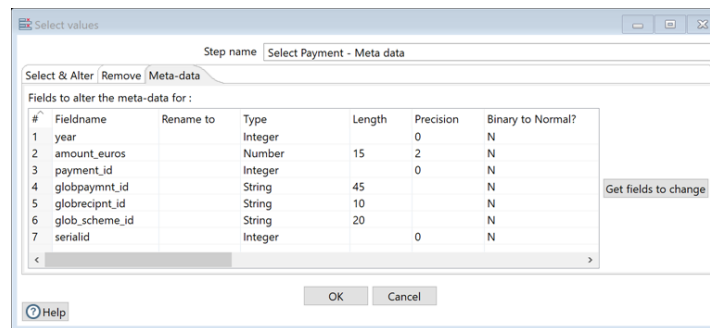 Select values
Step name Select Payment - Meta data
Select & Alter Remove Meta-data
Fields to alter the meta-data for :
# Fieldname Rename to Type Length Precision Binary to Normal?
1 year Integer 0 N
2 amount_euros Number 15 2 N
3 payment_id Integer 0 N
4 globpaymnt_id String 45 N
5 globrecipnt_id String 10 N
6 glob_scheme_id String 20 N
7 serialid Integer 0 N
Get fields to change
OK Cancel
Help